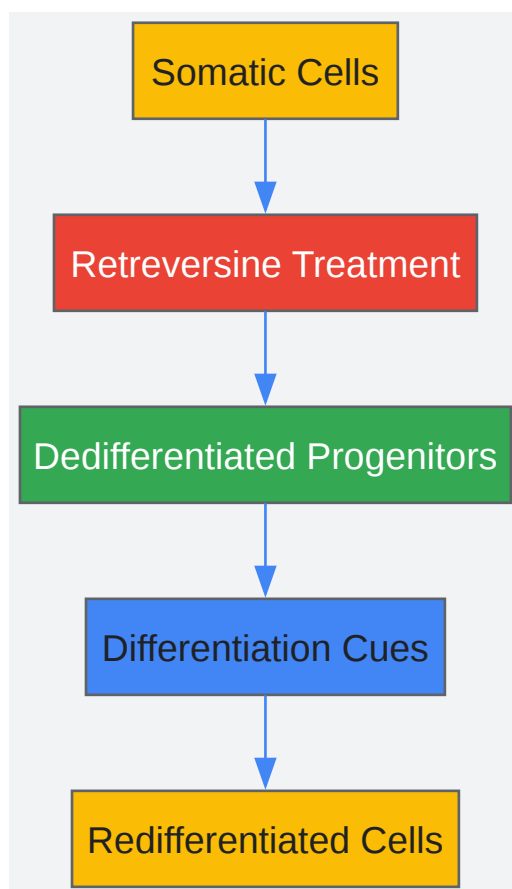 Somatic Cells
Retreversine Treatment
Dedifferentiated Progenitors
Differentiation Cues
Redifferentiated Cells